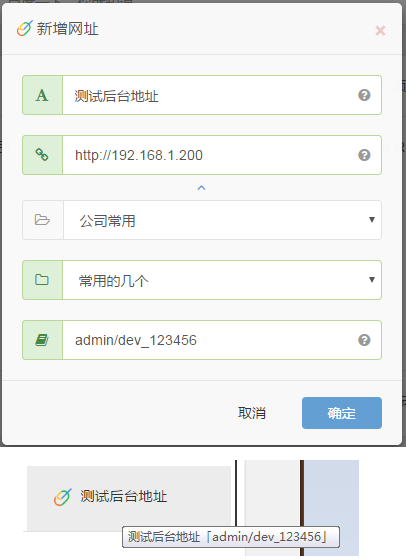 新增网址
×
A
测试后台地址
http://192.168.1.200
公司常用
常用的几个
admin/dev_123456
取消
确定
测试后台地址
测试后台地址「admin/dev_123456」